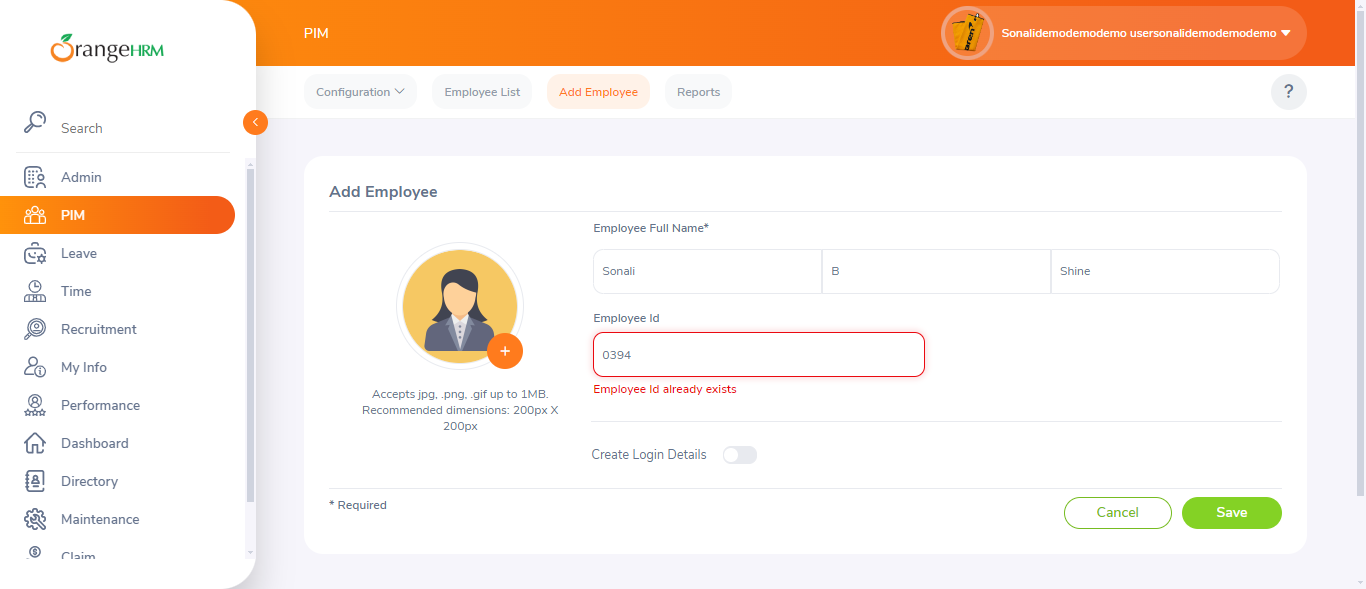 OrangeHRM
PIM
Sonalidemodemodemo usersonalidemodemodemo
Configuration
Employee List
Add Employee
Reports
?
Search
Admin
PIM
Leave
Time
Recruitment
My Info
Performance
Dashboard
Directory
Maintenance
Claim
Add Employee
Accepts jpg, .png, .gif up to 1MB.
Recommended dimensions: 200px X
200px
Employee Full Name*
Sonali
B
Shine
Employee Id
0394
Employee Id already exists
Create Login Details
* Required
Cancel
Save